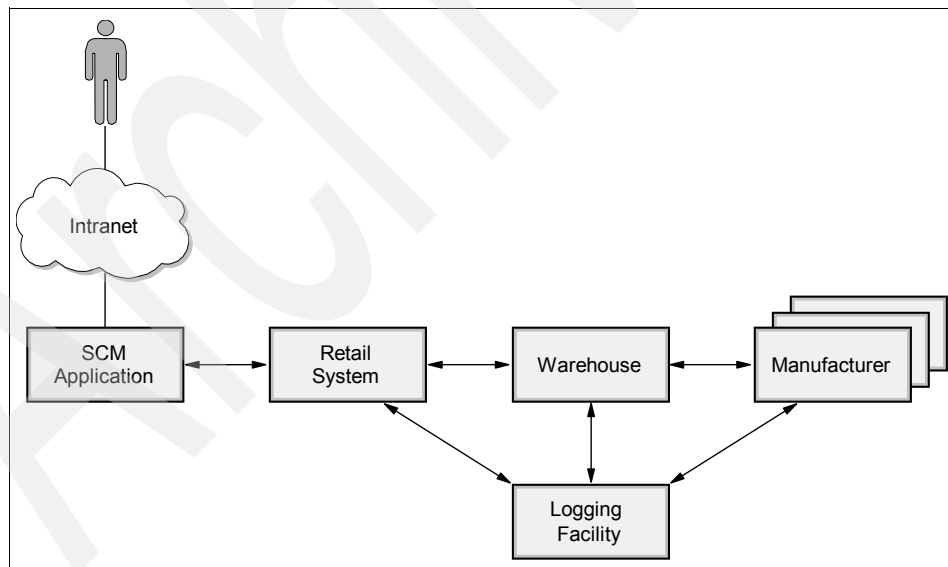 Intranet
SCM
Application
Retail
System
Warehouse
Manufacturer
Logging
Facility